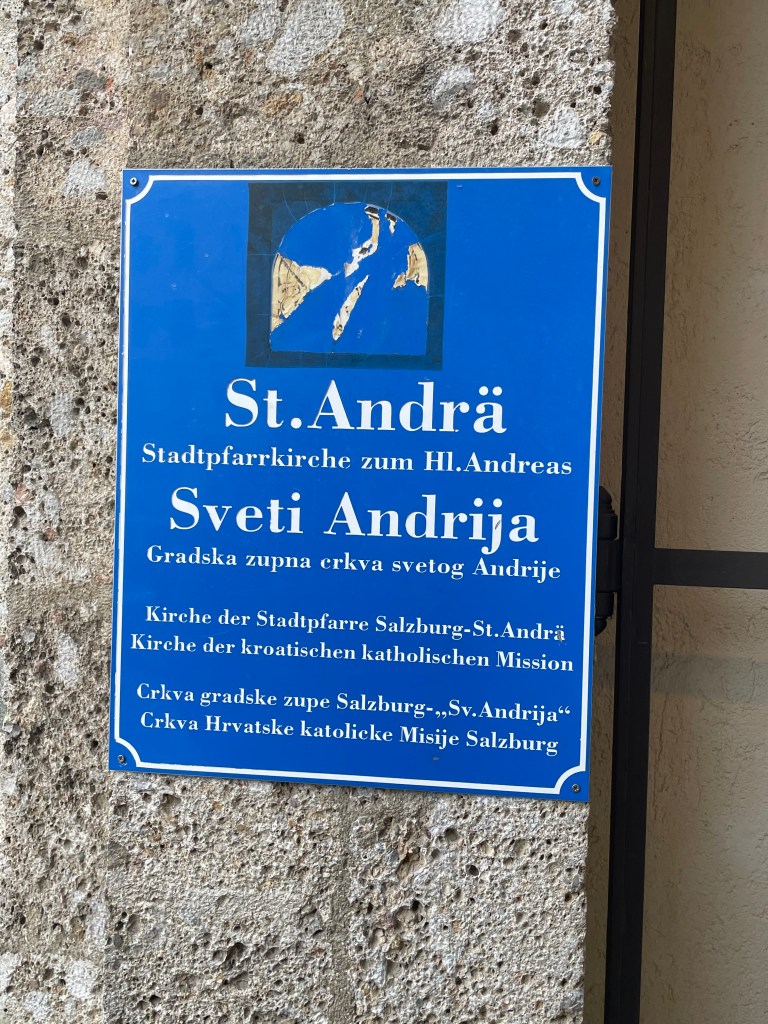 St.Andrä
Stadtpfarrkirche zum Hl.Andreas
Sveti Andrija
Gradska zupna crkva svetog Andrije
Kirche der Stadtpfarre Salzburg-St.Andrä
Kirche der kroatischen katholischen Mission
Crkva gradske zupe Salzburg-„Sv.Andrija“
Crkva Hrvatske katolicke Misije Salzburg